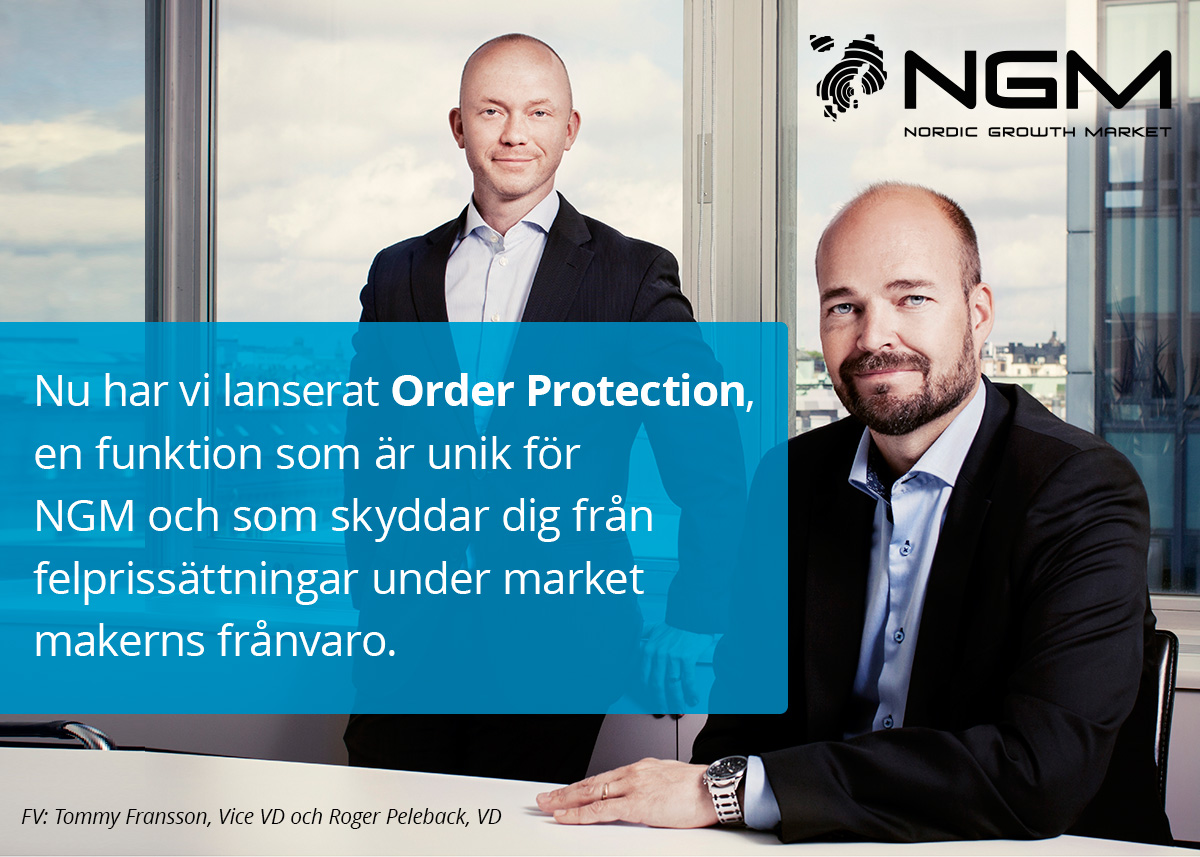 NGM
NORDIC GROWTH MARKET
Nu har vi lanserat Order Protection,
en funktion som är unik för
NGM och som skyddar dig från
felprissättningar under market
makerns frånvaro.
FV: Tommy Fransson, Vice VD och Roger Peleback, VD